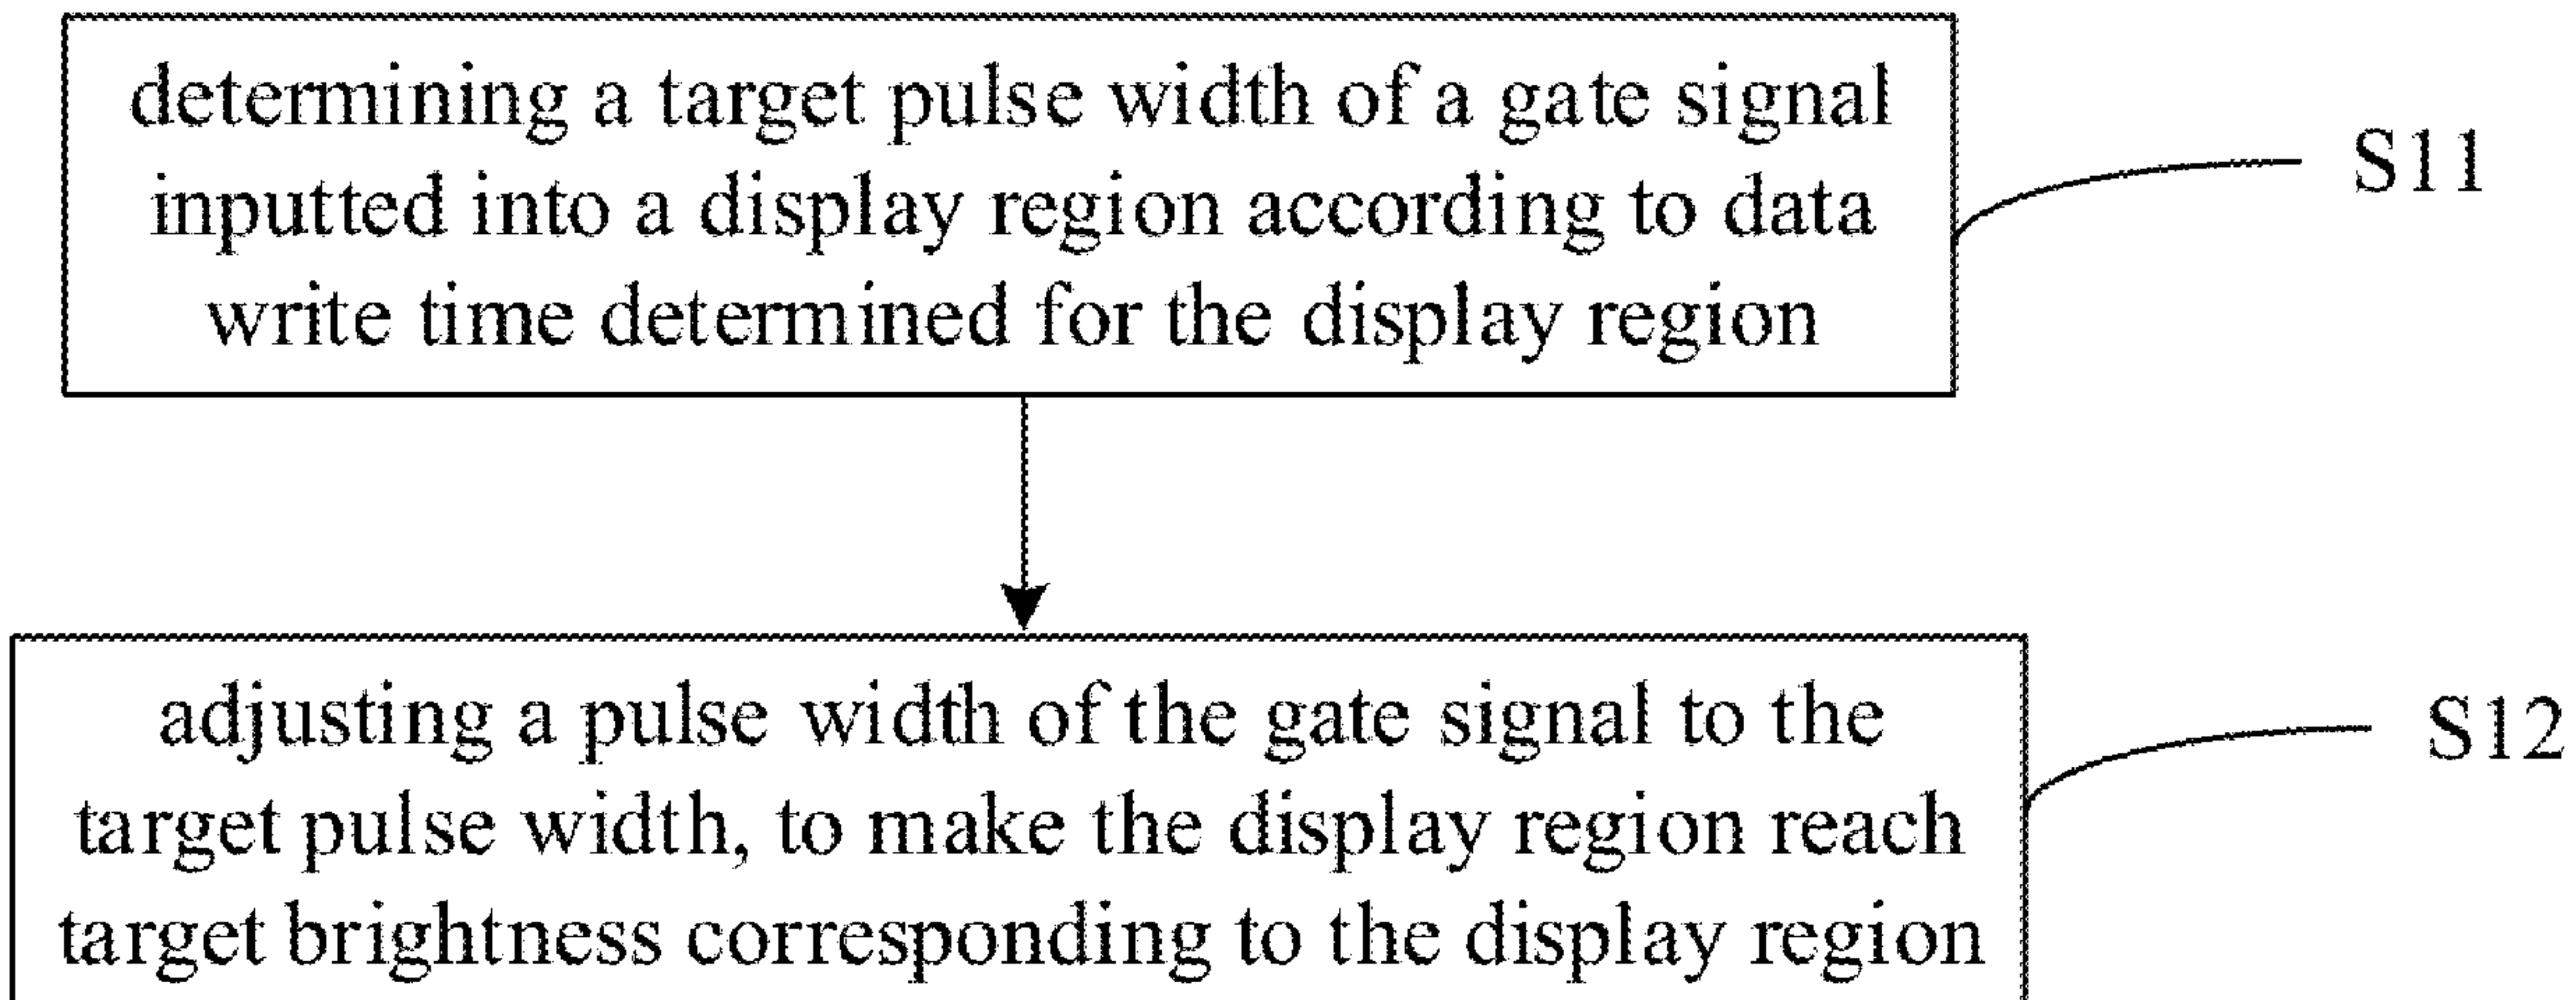 determining a target pulse width of a gate signal
inputted into a display region according to data
write time determined for the display region
S11
adjusting a pulse width of the gate signal to the
target pulse width, to make the display region reach
target brightness corresponding to the display region
S12